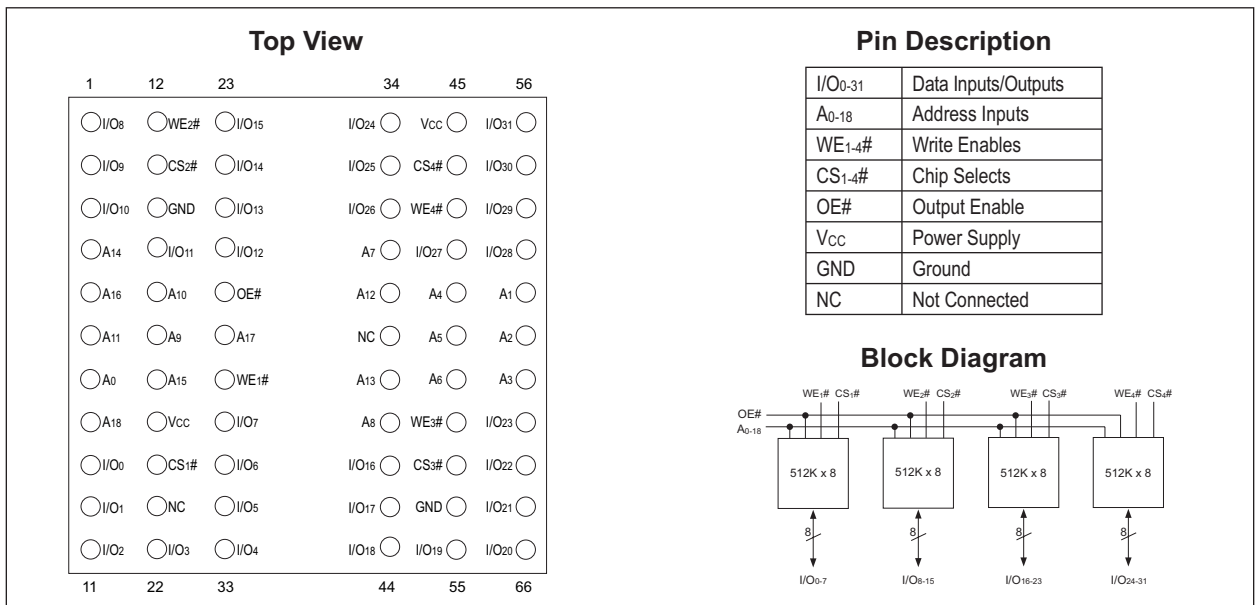 Top View
1 12 23 34 45 56
I/O8 WE2# I/O15 I/O24 VCC I/O31
I/O9 CS2# I/O14 I/O25 CS4# I/O30
I/O10 GND I/O13 I/O26 WE4# I/O29
A14 I/O11 I/O12 A7 I/O27 I/O28
A16 A10 OE# A12 A4 A1
A11 A9 A17 NC A5 A2
A0 A15 WE1# A13 A6 A3
A18 VCC I/O7 A8 WE3# I/O23
I/O0 CS1# I/O6 I/O16 CS3# I/O22
I/O1 NC I/O5 I/O17 GND I/O21
I/O2 I/O3 I/O4 I/O18 I/O19 I/O20
11 22 33 44 55 66
Pin Description
I/O0-31 Data Inputs/Outputs
A0-18 Address Inputs
WE1-4# Write Enables
CS1-4# Chip Selects
OE# Output Enable
VCC Power Supply
GND Ground
NC Not Connected
Block Diagram
WE1# CS1# WE2# CS2# WE3# CS3# WE4# CS4#
OE#
A0-18
512K x 8 512K x 8 512K x 8 512K x 8
8 8 8 8
I/O0-7 I/O8-15 I/O16-23 I/O24-31